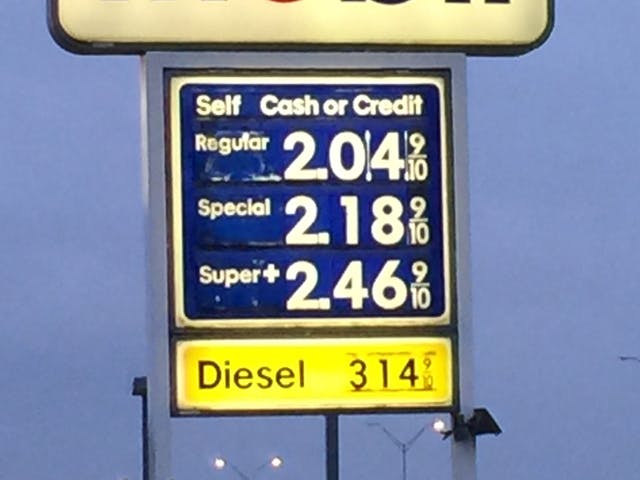 Self Cash or Credit
Regular 2.04 9/10
Special 2.18 9/10
Super+ 2.46 9/10
Diesel 314 9/10